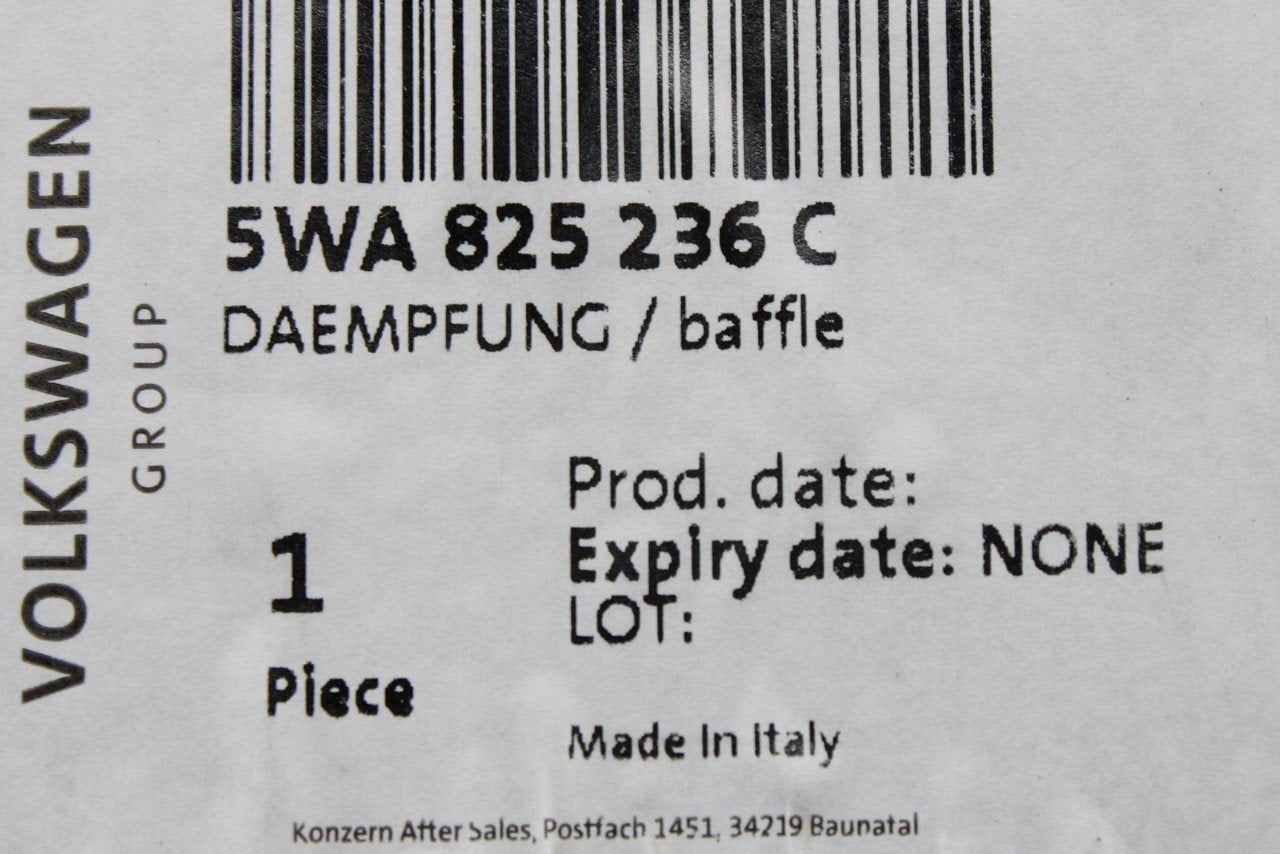 VOLKSWAGEN
GROUP
5WA 825 236 C
DAEMPFUNG / baffle
Prod. date:
Expiry date: NONE
LOT:
1
Piece
Made In Italy
Konzern After Sales, Postfach 1451, 34219 Baunatal